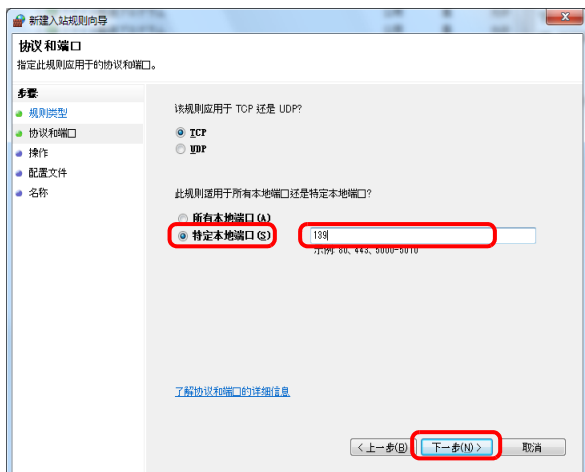 新建入站规则向导
协议和端口
指定此规则应用于的协议和端口。
步骤:
规则类型
协议和端口
操作
配置文件
名称
该规则应用于 TCP 还是 UDP?
TCP
UDP
此规则适用于所有本地端口还是特定本地端口?
所有本地端口(A)
特定本地端口(S)
139
示例: 80、443、5000-5010
了解协议和端口的详细信息
< 上一步(B)
下一步(N) >
取消